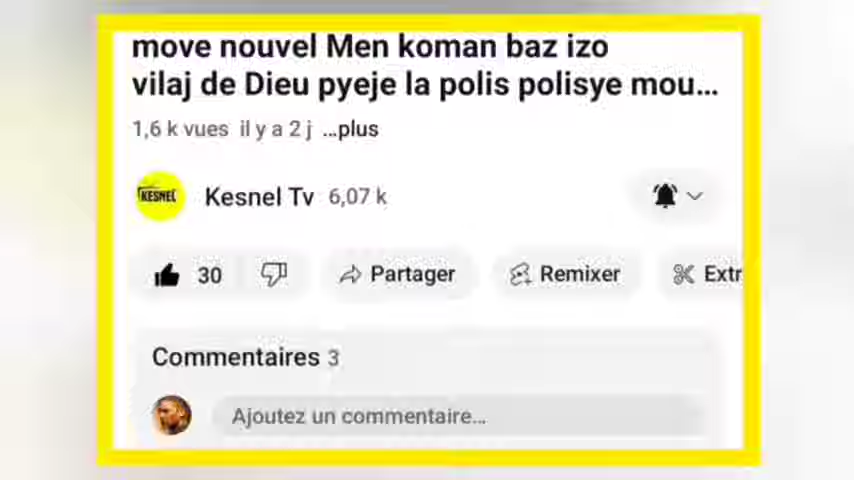 move nouvel Men koman baz izo
vilaj de Dieu pyeje la polis polisye mou...
1,6 k vues il y a 2 j ...plus
KESNEL
Kesnel Tv 6,07 k
30 Partager Remixer Extr
Commentaires 3
Ajoutez un commentaire...